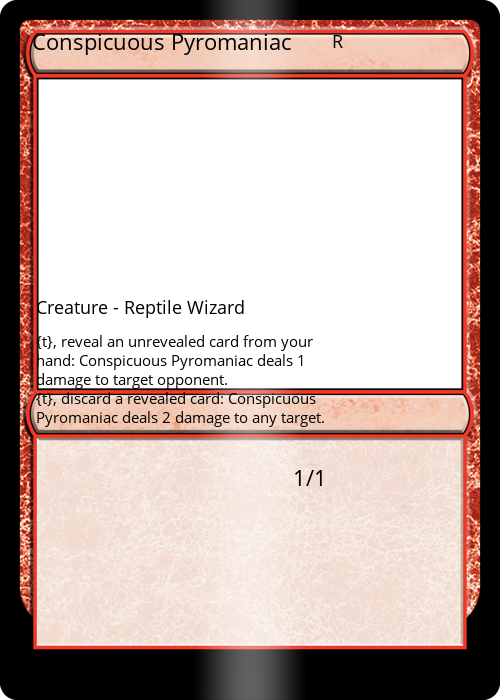 Conspicuous Pyromaniac R
Creature - Reptile Wizard
{t}, reveal an unrevealed card from your
hand: Conspicuous Pyromaniac deals 1
damage to target opponent.
{t}, discard a revealed card: Conspicuous
Pyromaniac deals 2 damage to any target.
1/1